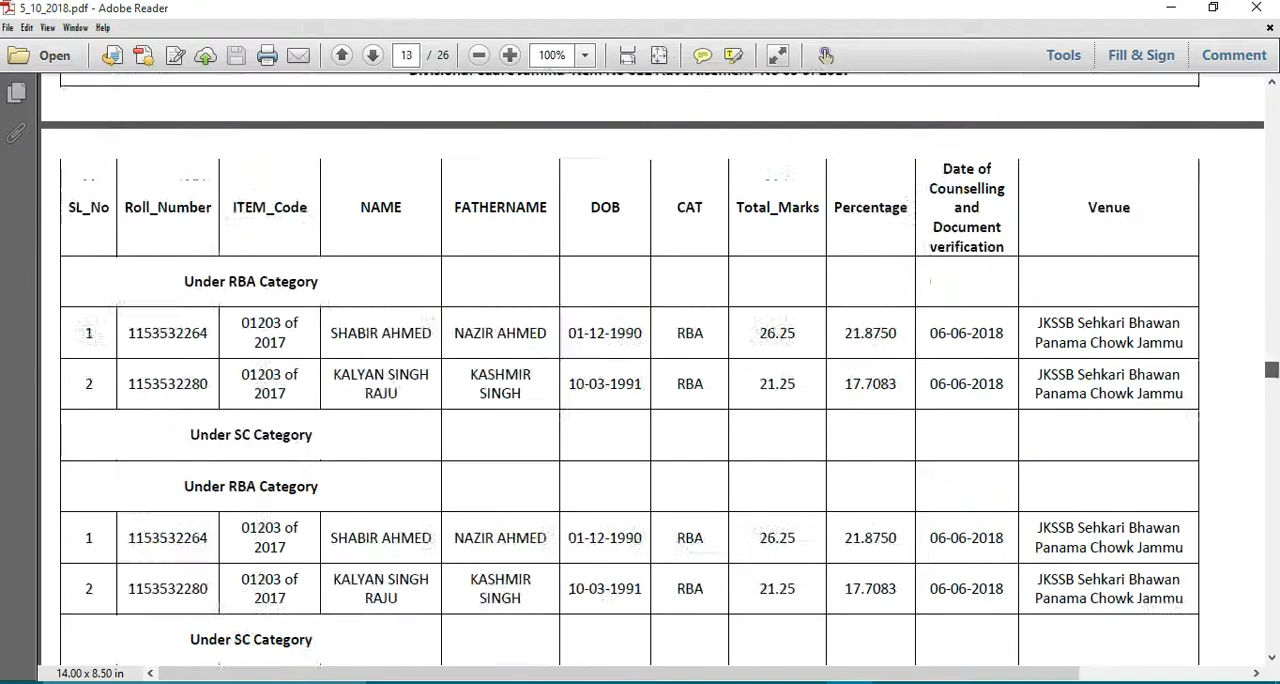 5_10_2018.pdf - Adobe Reader
File Edit View Window Help
Open 13 / 26 100% Tools Fill & Sign Comment
SL_No Roll_Number ITEM_Code NAME FATHERNAME DOB CAT Total_Marks Percentage Date of Counselling and Document verification Venue
Under RBA Category
1 1153532264 01203 of 2017 SHABIR AHMED NAZIR AHMED 01-12-1990 RBA 26.25 21.8750 06-06-2018 JKSSB Sehkari Bhawan Panama Chowk Jammu
2 1153532280 01203 of 2017 KALYAN SINGH RAJU KASHMIR SINGH 10-03-1991 RBA 21.25 17.7083 06-06-2018 JKSSB Sehkari Bhawan Panama Chowk Jammu
Under SC Category
Under RBA Category
1 1153532264 01203 of 2017 SHABIR AHMED NAZIR AHMED 01-12-1990 RBA 26.25 21.8750 06-06-2018 JKSSB Sehkari Bhawan Panama Chowk Jammu
2 1153532280 01203 of 2017 KALYAN SINGH RAJU KASHMIR SINGH 10-03-1991 RBA 21.25 17.7083 06-06-2018 JKSSB Sehkari Bhawan Panama Chowk Jammu
Under SC Category
14.00 x 8.50 in